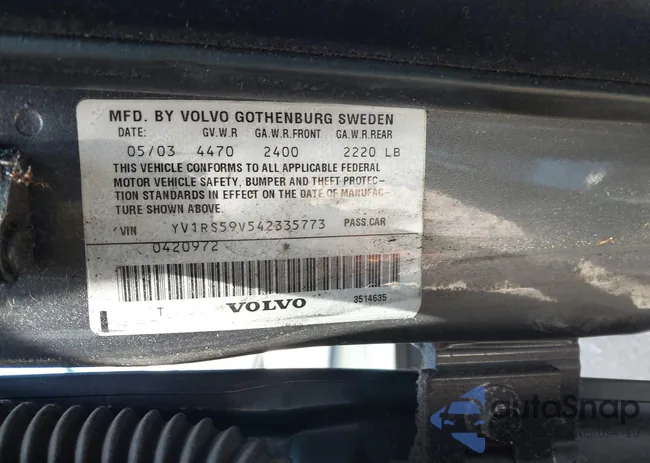 MFD. BY VOLVO GOTHENBURG SWEDEN
DATE: GV.W.R GA.W.R.FRONT GA.W.R.REAR
05/03 4470 2400 2220 LB
THIS VEHICLE CONFORMS TO ALL APPLICABLE FEDERAL
MOTOR VEHICLE SAFETY, BUMPER AND THEFT PROTEC-
TION STANDARDS IN EFFECT ON THE DATE OF MANUFAC-
TURE SHOWN ABOVE.
VIN YV1RS59V542335773 PASS.CAR
0420972
T VOLVO 3514635
autoSnap